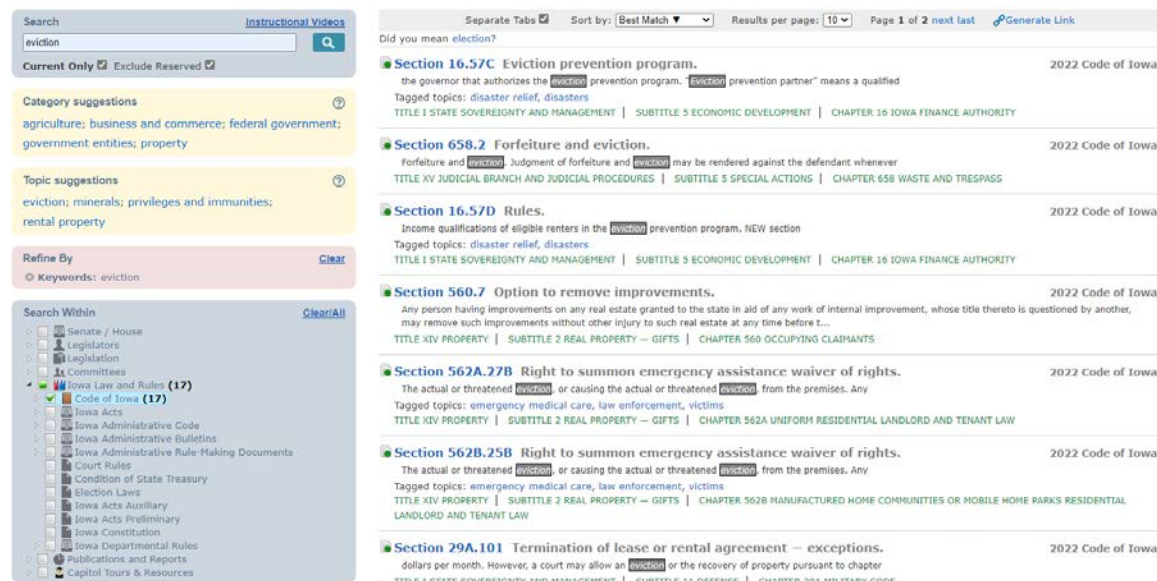 Search Instructional Videos
eviction
Current Only Exclude Reserved
Category suggestions
agriculture; business and commerce; federal government;
government entities; property
Topic suggestions
eviction; minerals; privileges and immunities;
rental property
Refine By Clear
Keywords: eviction
Search Within Clear/All
Senate / House
Legislators
Legislation
Committees
Iowa Law and Rules (17)
Code of Iowa (17)
Iowa Acts
Iowa Administrative Code
Iowa Administrative Bulletins
Iowa Administrative Rule-Making Documents
Court Rules
Condition of State Treasury
Election Laws
Iowa Acts Auxiliary
Iowa Acts Preliminary
Iowa Constitution
Iowa Departmental Rules
Publications and Reports
Capitol Tours & Resources
Separate Tabs Sort by: Best Match ▼ Results per page: 10 Page 1 of 2 next last Generate Link
Did you mean election?
Section 16.57C Eviction prevention program. 2022 Code of Iowa
the governor that authorizes the eviction prevention program. "Eviction prevention partner" means a qualified
Tagged topics: disaster relief, disasters
TITLE I STATE SOVEREIGNTY AND MANAGEMENT | SUBTITLE 5 ECONOMIC DEVELOPMENT | CHAPTER 16 IOWA FINANCE AUTHORITY
Section 658.2 Forfeiture and eviction. 2022 Code of Iowa
Forfeiture and eviction. Judgment of forfeiture and eviction may be rendered against the defendant whenever
TITLE XV JUDICIAL BRANCH AND JUDICIAL PROCEDURES | SUBTITLE 5 SPECIAL ACTIONS | CHAPTER 658 WASTE AND TRESPASS
Section 16.57D Rules. 2022 Code of Iowa
Income qualifications of eligible renters in the eviction prevention program. NEW section
Tagged topics: disaster relief, disasters
TITLE I STATE SOVEREIGNTY AND MANAGEMENT | SUBTITLE 5 ECONOMIC DEVELOPMENT | CHAPTER 16 IOWA FINANCE AUTHORITY
Section 560.7 Option to remove improvements. 2022 Code of Iowa
Any person having improvements on any real estate granted to the state in aid of any work of internal improvement, whose title thereto is questioned by another,
may remove such improvements without other injury to such real estate at any time before t...
TITLE XIV PROPERTY | SUBTITLE 2 REAL PROPERTY — GIFTS | CHAPTER 560 OCCUPYING CLAIMANTS
Section 562A.27B Right to summon emergency assistance waiver of rights. 2022 Code of Iowa
The actual or threatened eviction, or causing the actual or threatened eviction, from the premises. Any
Tagged topics: emergency medical care, law enforcement, victims
TITLE XIV PROPERTY | SUBTITLE 2 REAL PROPERTY — GIFTS | CHAPTER 562A UNIFORM RESIDENTIAL LANDLORD AND TENANT LAW
Section 562B.25B Right to summon emergency assistance waiver of rights. 2022 Code of Iowa
The actual or threatened eviction, or causing the actual or threatened eviction, from the premises. Any
Tagged topics: emergency medical care, law enforcement, victims
TITLE XIV PROPERTY | SUBTITLE 2 REAL PROPERTY — GIFTS | CHAPTER 562B MANUFACTURED HOME COMMUNITIES OR MOBILE HOME PARKS RESIDENTIAL
LANDLORD AND TENANT LAW
Section 29A.101 Termination of lease or rental agreement — exceptions. 2022 Code of Iowa
dollars per month. However, a court may allow an eviction or the recovery of property pursuant to chapter
TITLE I STATE SOVEREIGNTY AND MANAGEMENT | SUBTITLE 11 DEFENSE | CHAPTER 29A MILITARY CODE